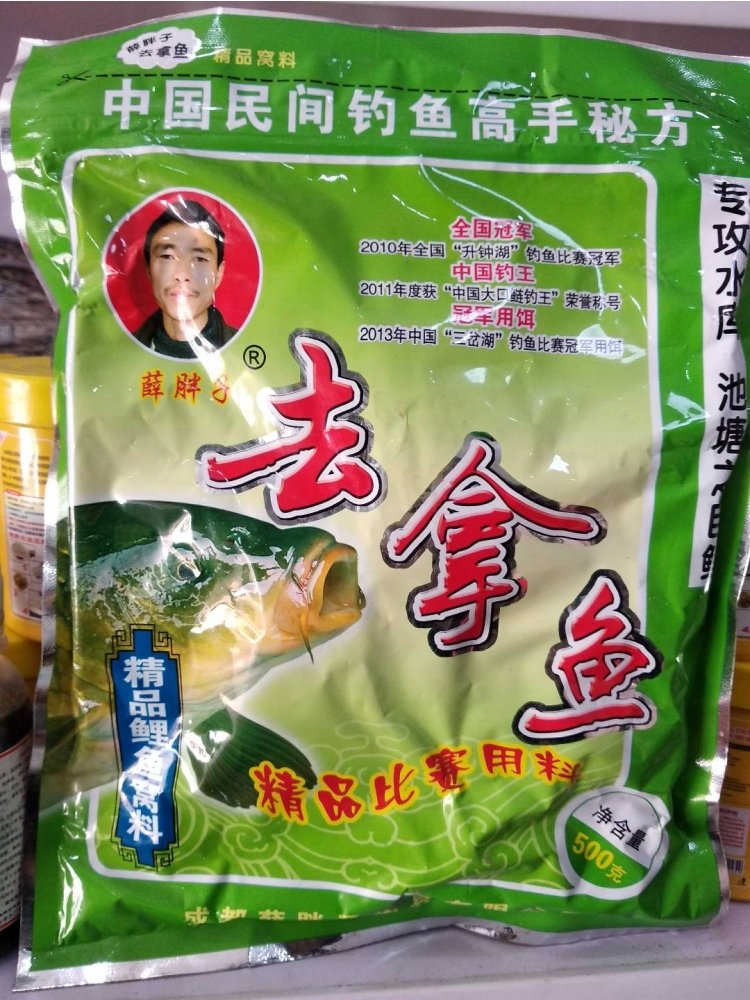 薛胖子
去拿鱼
精品窝料
中国民间钓鱼高手秘方
全国冠军
2010年全国“升钟湖”钓鱼比赛冠军
中国钓王
2011年度获“中国大口鲢钓王”荣誉称号
冠军用饵
2013年中国“三岔湖”钓鱼比赛冠军用饵
薛胖子
®
去拿鱼
精品鲤鱼窝料
精品比赛用料
净含量
500克
专攻水库 池塘之
成都薛胖